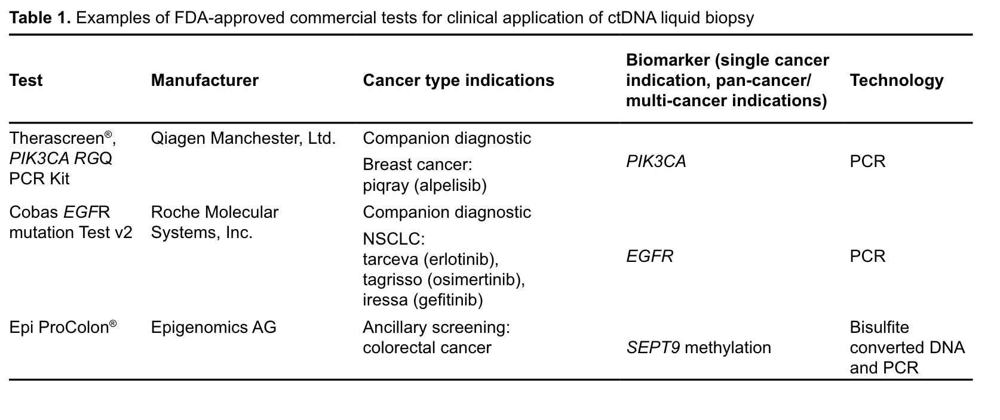 Table 1. Examples of FDA-approved commercial tests for clinical application of ctDNA liquid biopsy
Test
Manufacturer
Cancer type indications
Biomarker (single cancer
indication, pan-cancer/
multi-cancer indications)
Technology
Therascreen®,
PIK3CA RGQ
PCR Kit
Qiagen Manchester, Ltd.
Companion diagnostic
Breast cancer:
piqray (alpelisib)
PIK3CA
PCR
Cobas EGFR
mutation Test v2
Roche Molecular
Systems, Inc.
Companion diagnostic
NSCLC:
tarceva (erlotinib),
tagrisso (osimertinib),
iressa (gefitinib)
EGFR
PCR
Epi ProColon®
Epigenomics AG
Ancillary screening:
colorectal cancer
SEPT9 methylation
Bisulfite
converted DNA
and PCR